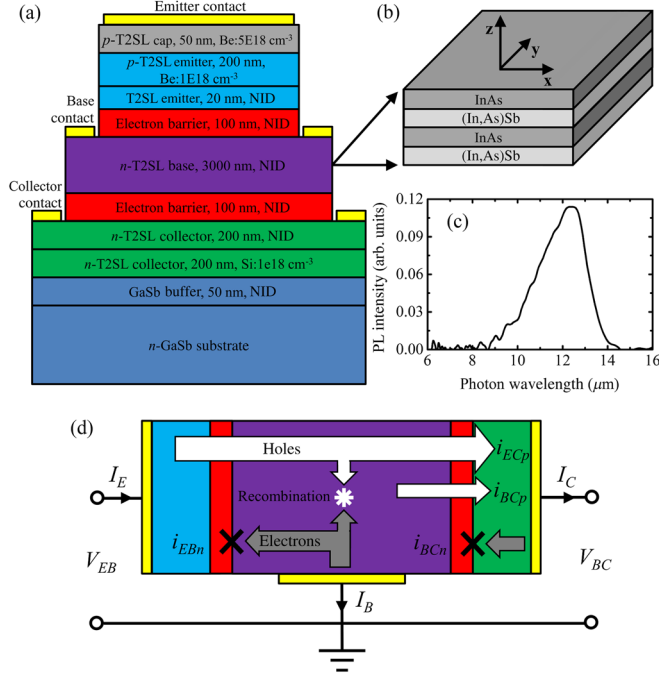 (a)
Emitter contact
p-T2SL cap, 50 nm, Be:5E18 cm-3
p-T2SL emitter, 200 nm,
Be:1E18 cm-3
T2SL emitter, 20 nm, NID
Base
contact
Electron barrier, 100 nm, NID
n-T2SL base, 3000 nm, NID
Collector
contact
Electron barrier, 100 nm, NID
n-T2SL collector, 200 nm, NID
n-T2SL collector, 200 nm, Si:1e18 cm-3
GaSb buffer, 50 nm, NID
n-GaSb substrate
(b)
z
y
x
InAs
(In,As)Sb
InAs
(In,As)Sb
(c)
PL intensity (arb. units)
0.12
0.09
0.06
0.03
0.00
6 8 10 12 14 16
Photon wavelength (μm)
(d)
Holes
iECp
IE
IC
Recombination
iBCp
iEBn
Electrons
iBCn
VEB
VBC
IB